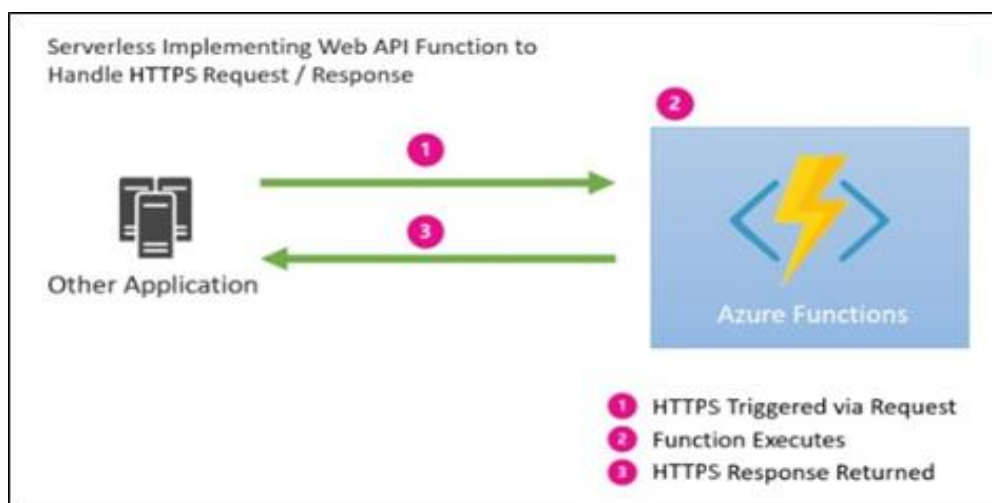 Serverless Implementing Web API Function to
Handle HTTPS Request / Response
2
1
3
Other Application
Azure Functions
1 HTTPS Triggered via Request
2 Function Executes
3 HTTPS Response Returned